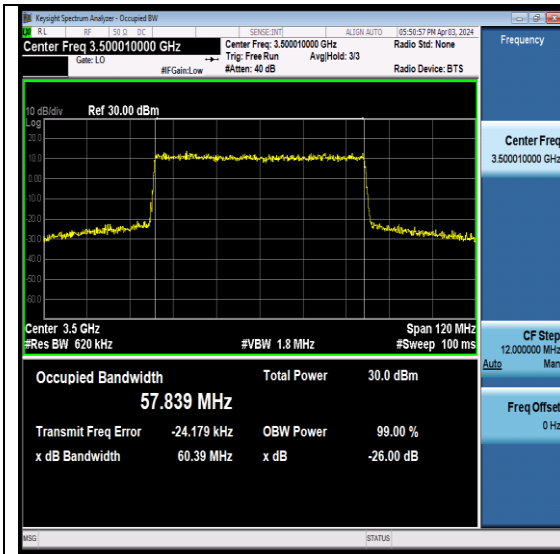 Keysight Spectrum Analyzer - Occupied BW
RL RF 50 Ω DC SENSE:INT ALIGN AUTO 05:50:57 PM Apr 03, 2024
Center Freq 3.500010000 GHz Center Freq: 3.500010000 GHz Radio Std: None
Gate: LO Trig: Free Run Avg|Hold: 3/3
#IFGain:Low #Atten: 40 dB Radio Device: BTS
10 dB/div Ref 30.00 dBm
Log
20.0
10.0
0.00
-10.0
-20.0
-30.0
-40.0
-50.0
-60.0
Center 3.5 GHz Span 120 MHz
#Res BW 620 kHz #VBW 1.8 MHz #Sweep 100 ms
Occupied Bandwidth Total Power 30.0 dBm
57.839 MHz
Transmit Freq Error -24.179 kHz OBW Power 99.00 %
x dB Bandwidth 60.39 MHz x dB -26.00 dB
MSG STATUS
Frequency
Center Freq
3.500010000 GHz
CF Step
12.000000 MHz
Auto Man
Freq Offset
0 Hz